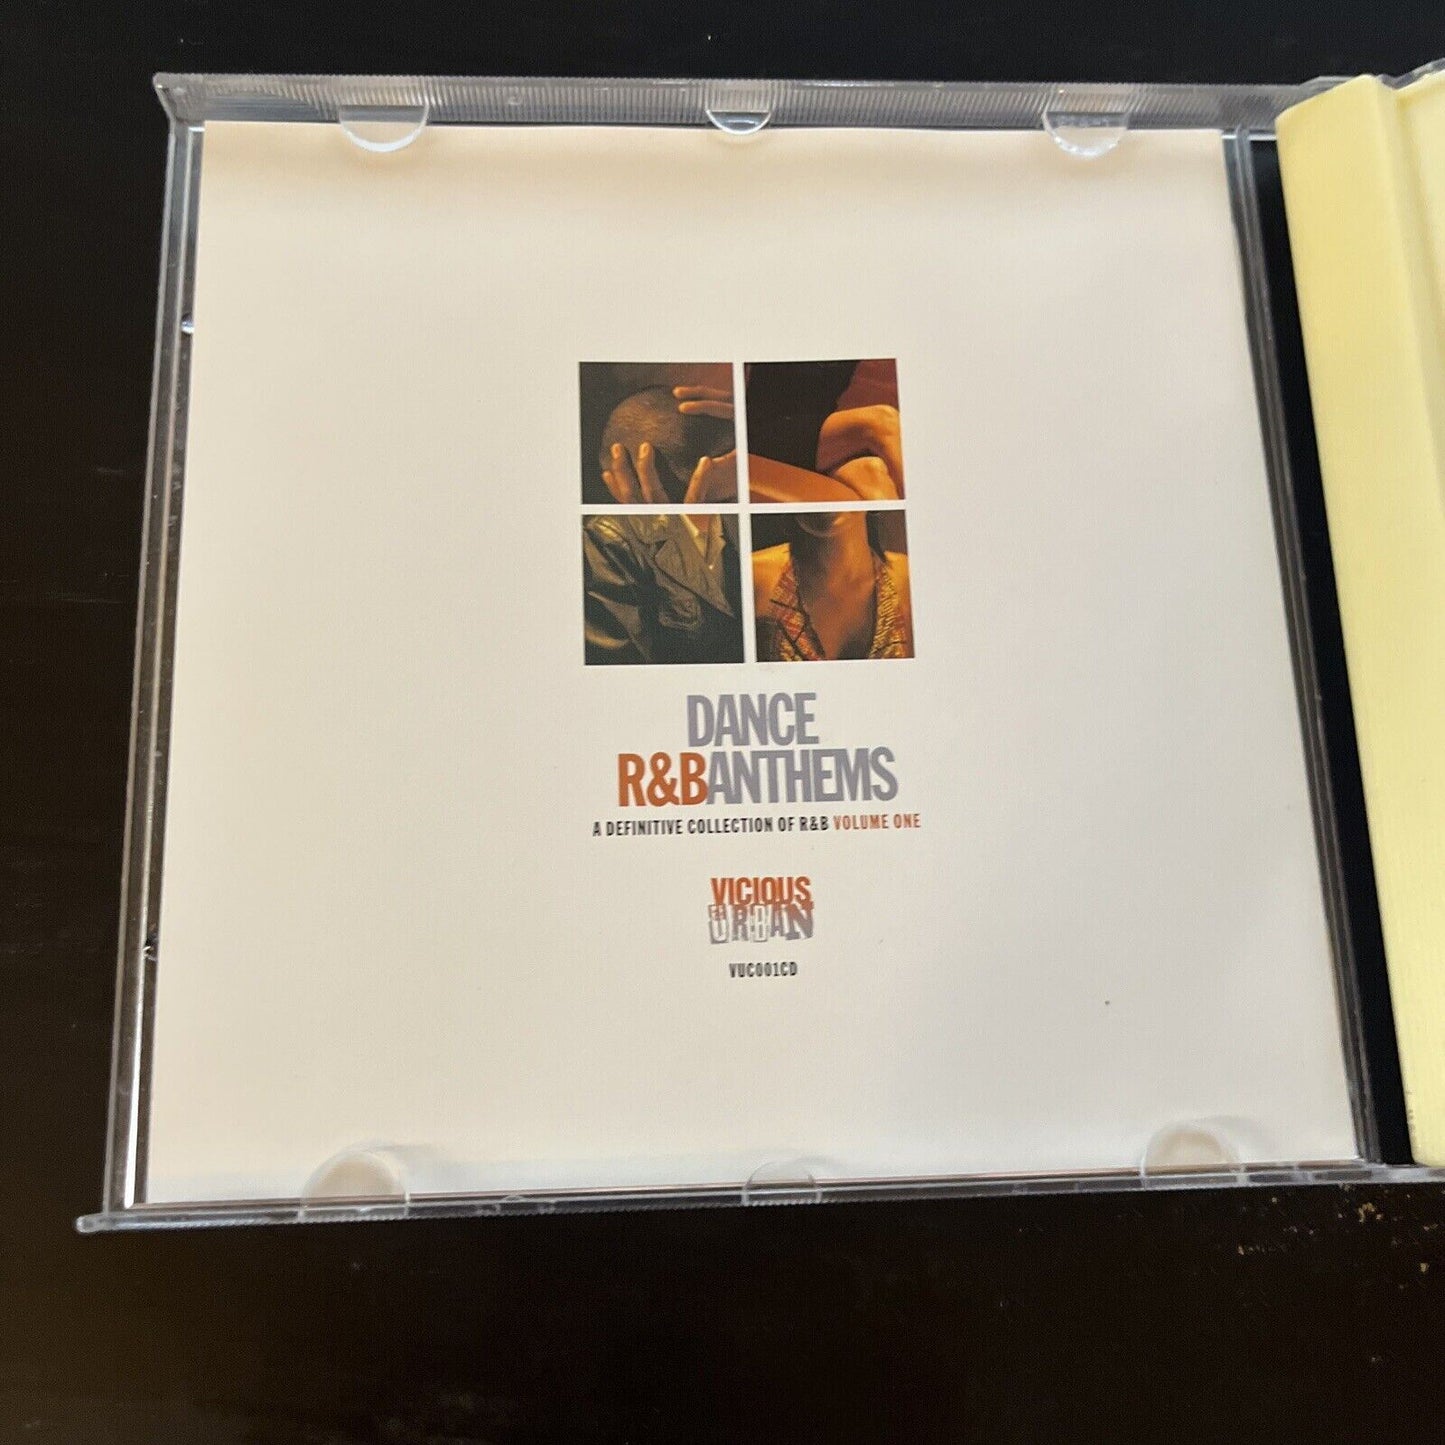 DANCE
R&BANTHEMS
A DEFINITIVE COLLECTION OF R&B VOLUME ONE
VICIOUS
URBAN
VUC001CD